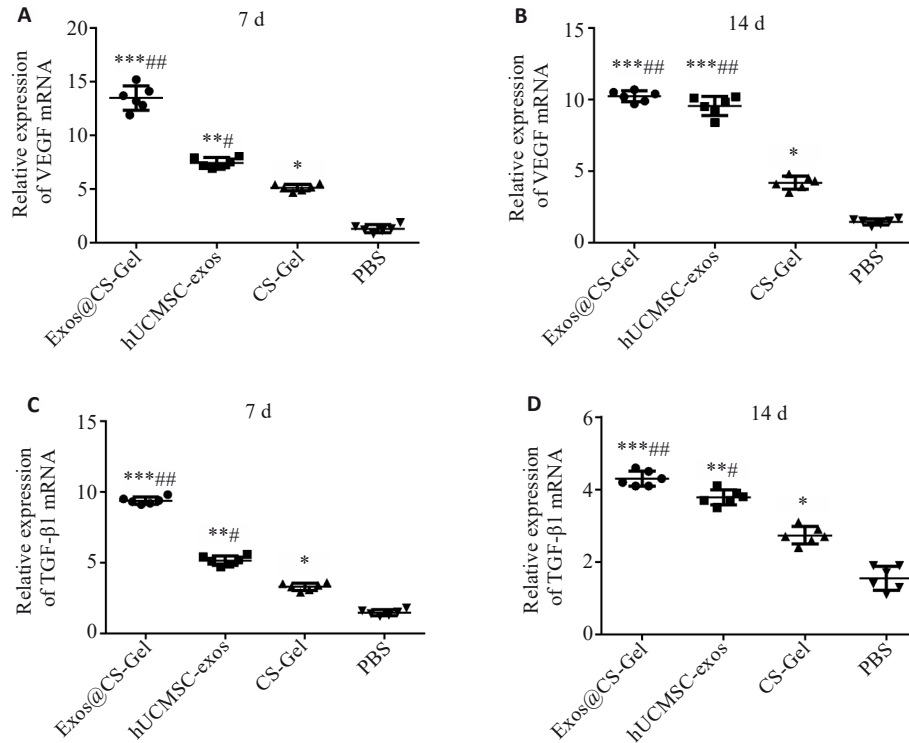 A
7 d
Relative expression
of VEGF mRNA
20
15
10
5
0
***##
**#
*
Exos@CS-Gel
hUCMSC-exos
CS-Gel
PBS
B
14 d
Relative expression
of VEGF mRNA
15
10
5
0
***##
***##
*
Exos@CS-Gel
hUCMSC-exos
CS-Gel
PBS
C
7 d
Relative expression
of TGF-β1 mRNA
15
10
5
0
***##
**#
*
Exos@CS-Gel
hUCMSC-exos
CS-Gel
PBS
D
14 d
Relative expression
of TGF-β1 mRNA
6
4
2
0
***##
**#
*
Exos@CS-Gel
hUCMSC-exos
CS-Gel
PBS